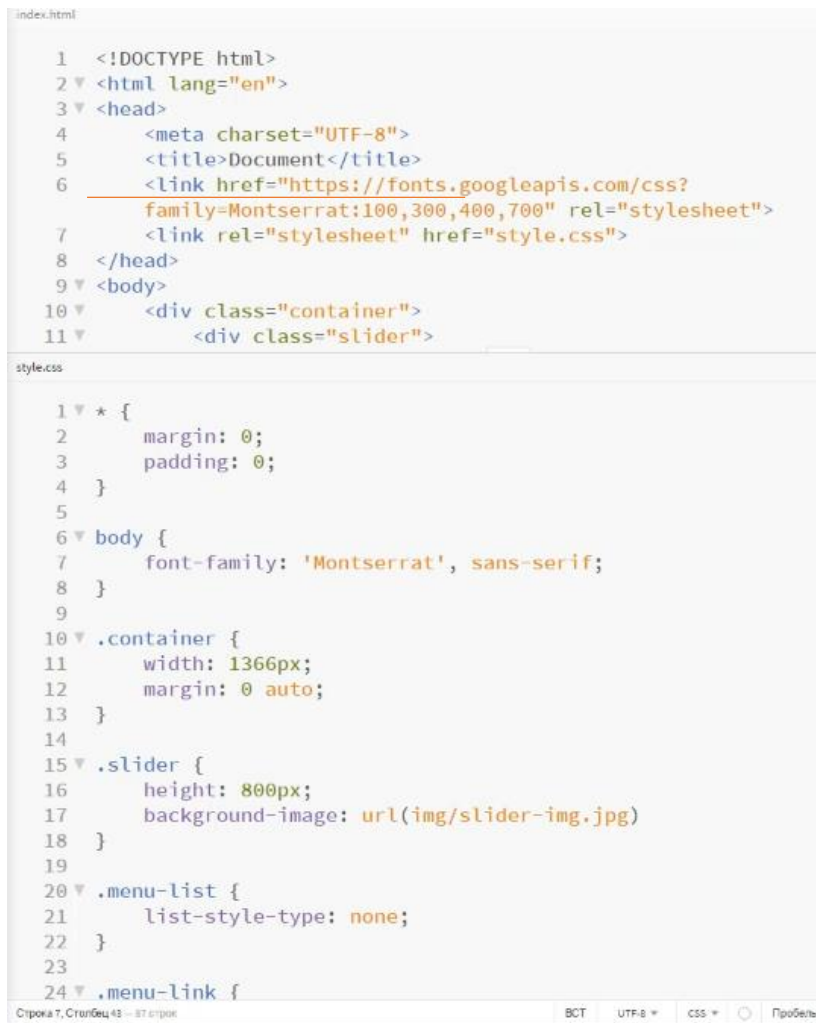 index.html
1 <!DOCTYPE html>
2 <html lang="en">
3 <head>
4 <meta charset="UTF-8">
5 <title>Document</title>
6 <link href="https://fonts.googleapis.com/css?
family=Montserrat:100,300,400,700" rel="stylesheet">
7 <link rel="stylesheet" href="style.css">
8 </head>
9 <body>
10 <div class="container">
11 <div class="slider">
style.css
1 * {
2 margin: 0;
3 padding: 0;
4 }
5
6 body {
7 font-family: 'Montserrat', sans-serif;
8 }
9
10 .container {
11 width: 1366px;
12 margin: 0 auto;
13 }
14
15 .slider {
16 height: 800px;
17 background-image: url(img/slider-img.jpg)
18 }
19
20 .menu-list {
21 list-style-type: none;
22 }
23
24 .menu-link {
Строка 7, Столбец 43 — 87 строк ВСТ UTF-8 CSS Пробелы